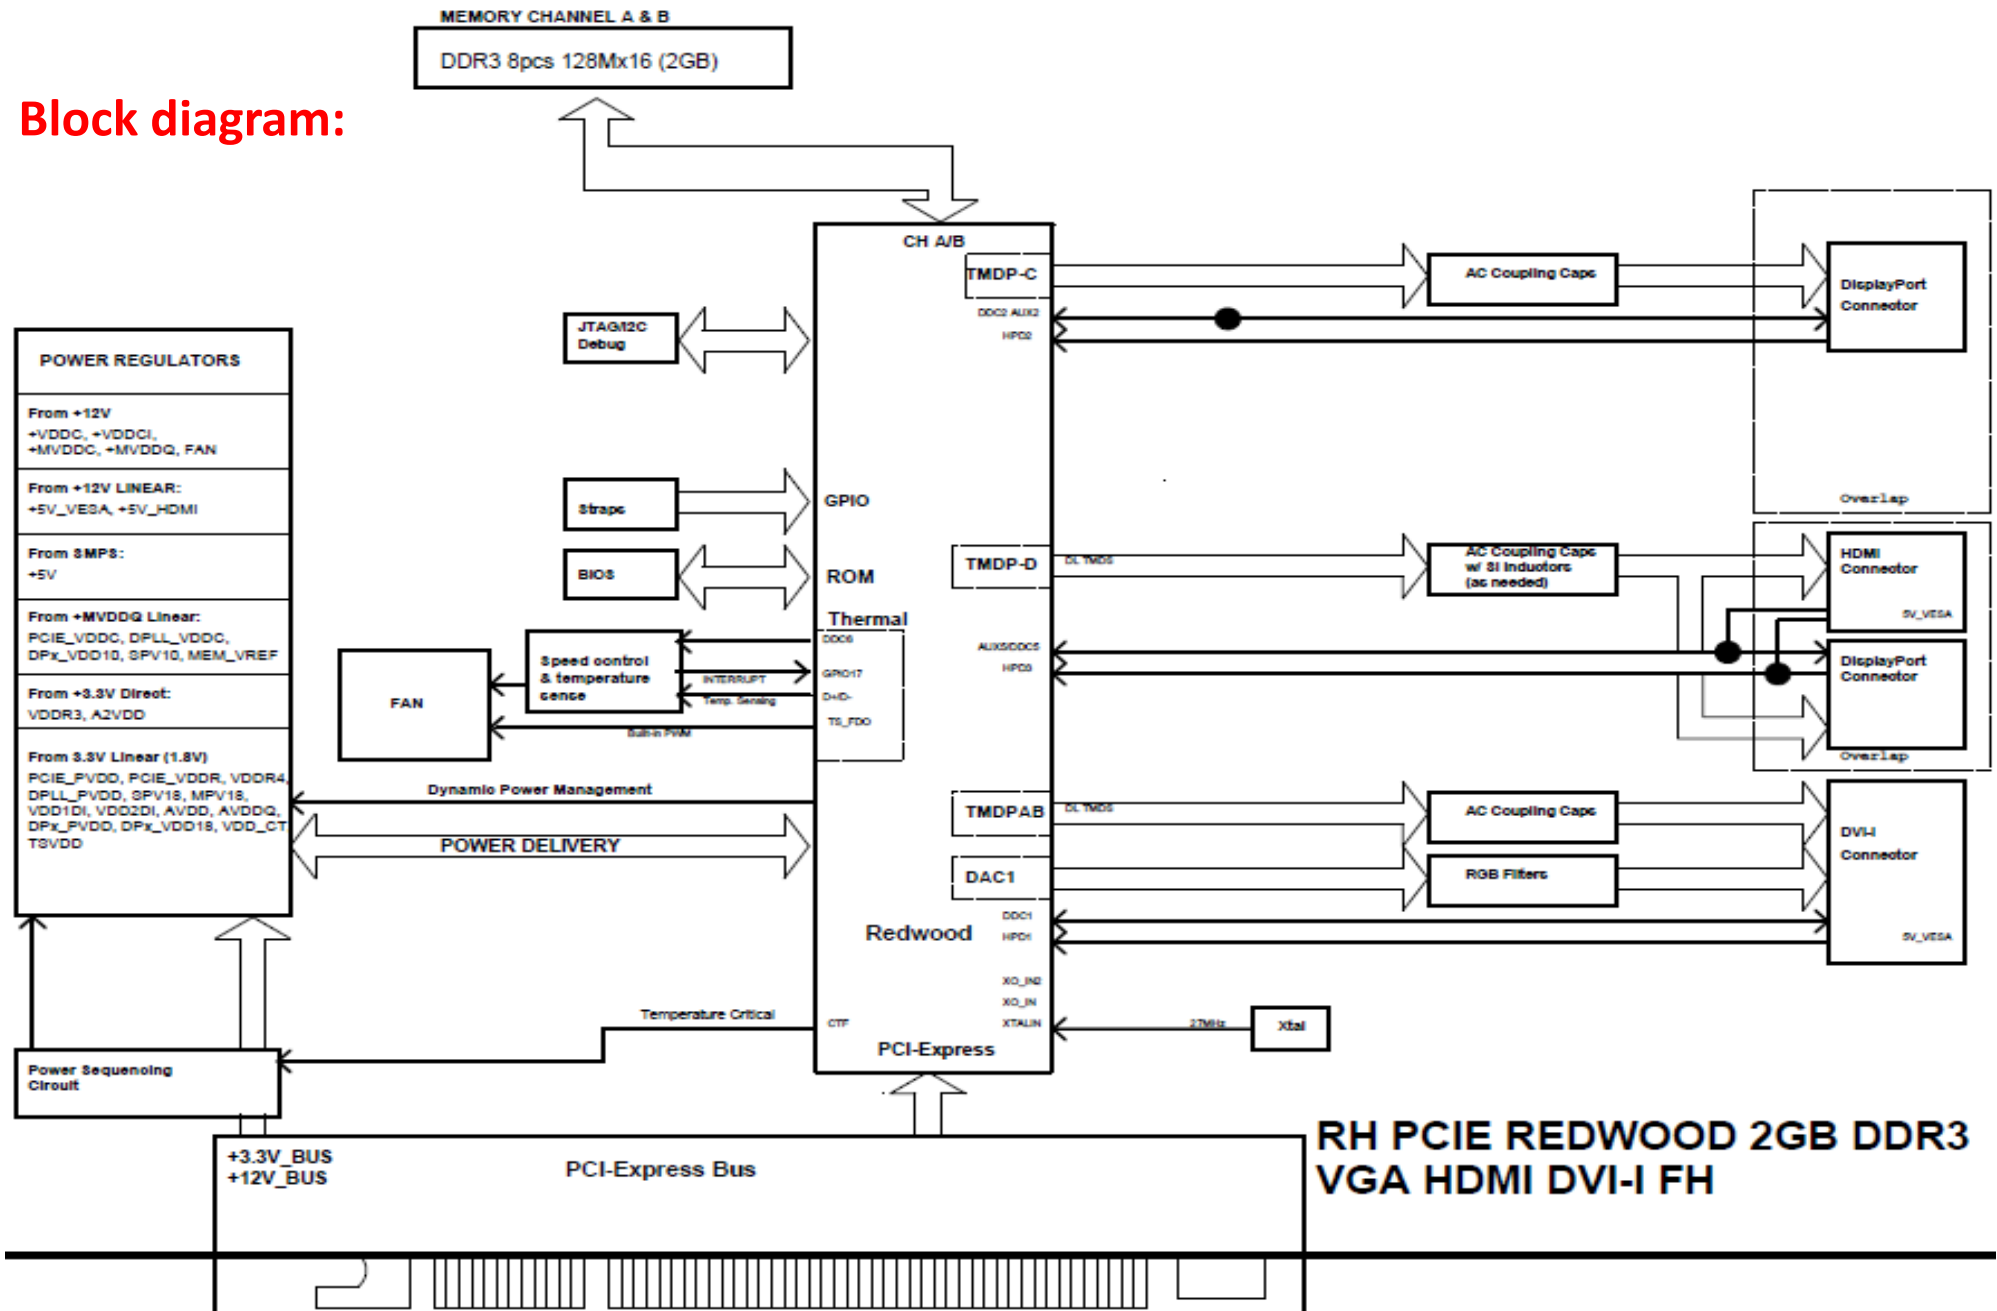 MEMORY CHANNEL A & B
DDR3 8pcs 128Mx16 (2GB)
Block diagram:
CH A/B
TMDP-C
DDC2 AUX2
HPD2
AC Coupling Caps
DisplayPort
Connector
Overlap
JTAG/I2C
Debug
POWER REGULATORS
From +12V
+VDDC, +VDDCI,
+MVDDC, +MVDDQ, FAN
From +12V LINEAR:
+5V_VESA, +5V_HDMI
From SMPS:
+5V
From +MVDDQ Linear:
PCIE_VDDC, DPLL_VDDC,
DPx_VDD10, SPV10, MEM_VREF
From +3.3V Direct:
VDDR3, A2VDD
From 3.3V Linear (1.8V)
PCIE_PVDD, PCIE_VDDR, VDDR4,
DPLL_PVDD, SPV18, MPV18,
VDD1DI, VDD2DI, AVDD, AVDDQ,
DPx_PVDD, DPx_VDD18, VDD_CT
TSVDD
Straps
GPIO
BIOS
ROM
Thermal
DDC6
GPIO17
D+/D-
TS_FDO
Speed control
& temperature
sense
INTERRUPT
Temp. Sensing
Built-in PWM
FAN
TMDP-D
DL TMDS
AC Coupling Caps
w/ SI Inductors
(as needed)
HDMI
Connector
5V_VESA
AUX5/DDC5
HPD3
DisplayPort
Connector
Overlap
Dynamic Power Management
POWER DELIVERY
TMDPAB
DL TMDS
AC Coupling Caps
DAC1
RGB Filters
DVI-I
Connector
5V_VESA
Redwood
DDC1
HPD1
XO_IN2
XO_IN
XTALIN
27MHz
Xtal
Temperature Critical
CTF
PCI-Express
Power Sequencing
Circuit
+3.3V_BUS
+12V_BUS
PCI-Express Bus
RH PCIE REDWOOD 2GB DDR3
VGA HDMI DVI-I FH